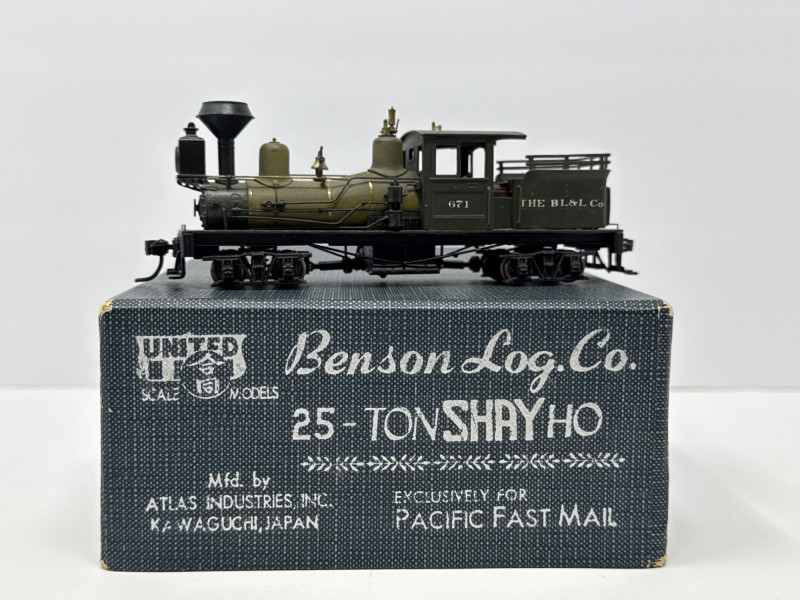 671
THE BL&L Co
UNITED
合同
SCALE MODELS
Benson Log. Co.
25-TON SHAY HO
Mfd. by
ATLAS INDUSTRIES, INC.
KAWAGUCHI, JAPAN
EXCLUSIVELY FOR
PACIFIC FAST MAIL